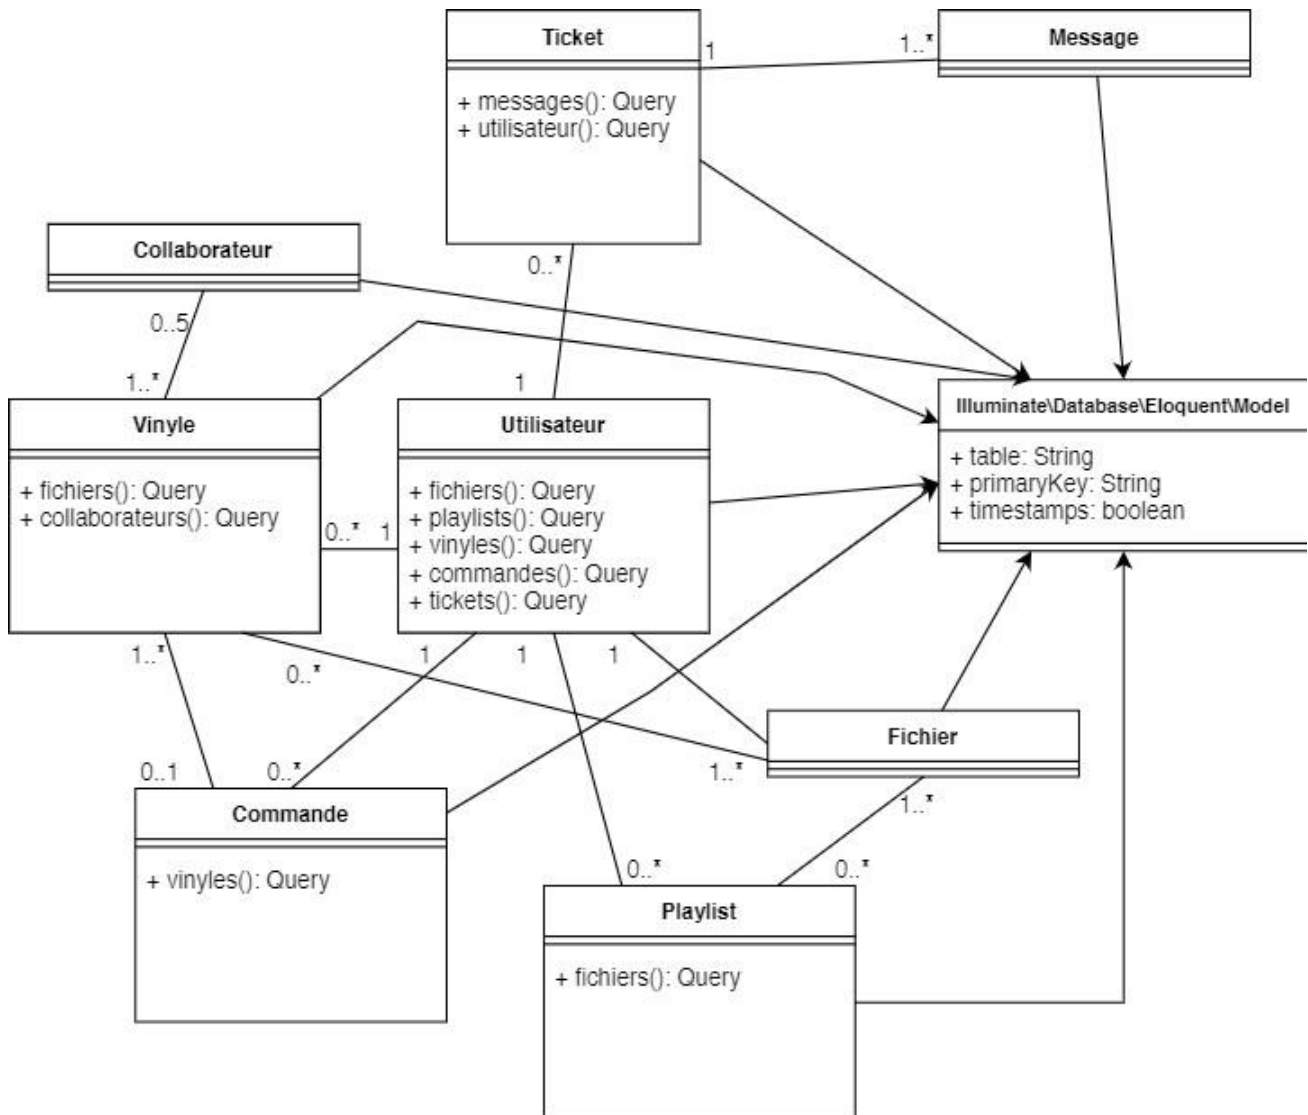 Ticket
+ messages(): Query
+ utilisateur(): Query
1
1..*
Message
Collaborateur
0..5
1..*
0..*
1
Vinyle
+ fichiers(): Query
+ collaborateurs(): Query
0..*
1
Utilisateur
+ fichiers(): Query
+ playlists(): Query
+ vinyles(): Query
+ commandes(): Query
+ tickets(): Query
Illuminate\Database\Eloquent\Model
+ table: String
+ primaryKey: String
+ timestamps: boolean
1..*
0..*
1
1
1
0..1
0..*
Fichier
1..*
1..*
Commande
+ vinyles(): Query
0..*
0..*
Playlist
+ fichiers(): Query